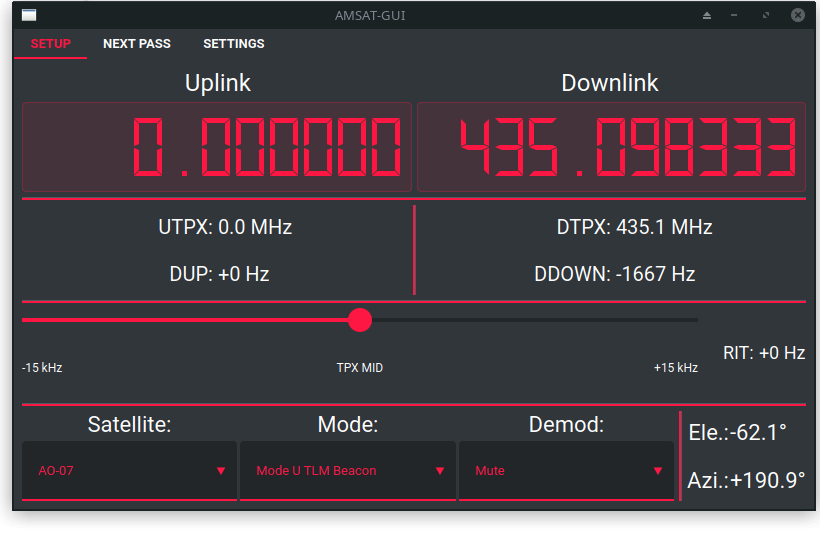 AMSAT-GUI
SETUP NEXT PASS SETTINGS
Uplink Downlink
0.000000 435.098333
UTPX: 0.0 MHz DTPX: 435.1 MHz
DUP: +0 Hz DDOWN: -1667 Hz
RIT: +0 Hz
-15 kHz TPX MID +15 kHz
Satellite: Mode: Demod: Ele.:-62.1°
AO-07 Mode U TLM Beacon Mute Azi.:+190.9°